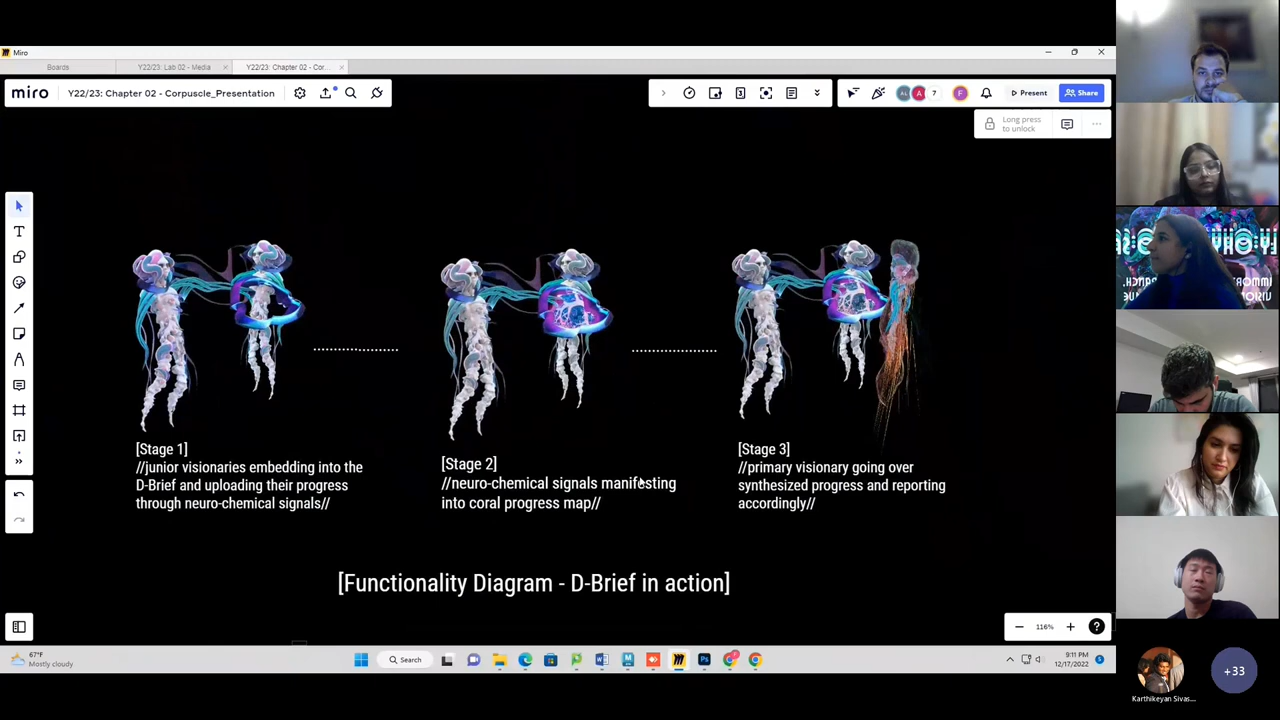 Miro
Boards
Y22/23: Lab 02 - Media
Y22/23: Chapter 02 - Cor...
miro
Y22/23: Chapter 02 - Corpuscle_Presentation
3
AL
A
7
F
Present
Share
Long press
to unlock
T
[Stage 1]
//junior visionaries embedding into the
D-Brief and uploading their progress
through neuro-chemical signals//
[Stage 2]
//neuro-chemical signals manifesting
into coral progress map//
[Stage 3]
//primary visionary going over
synthesized progress and reporting
accordingly//
[Functionality Diagram - D-Brief in action]
116%
?
67°F
Mostly cloudy
Search
9:11 PM
12/17/2022
Karthikeyan Sivas...
+33